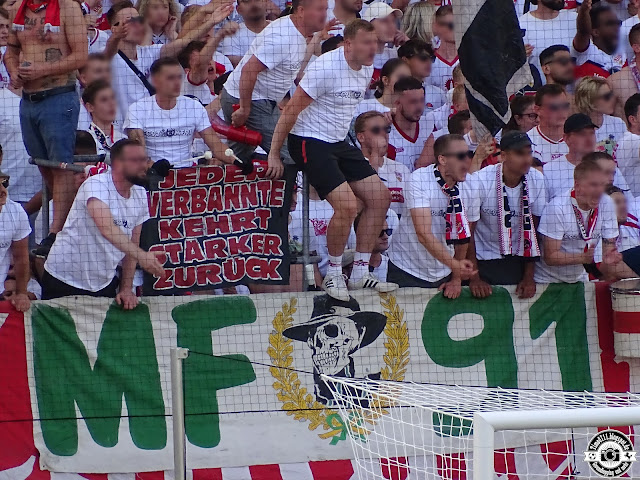 JEDER
VERBANNTE
KEHRT
STÄRKER
ZURÜCK
MF 91